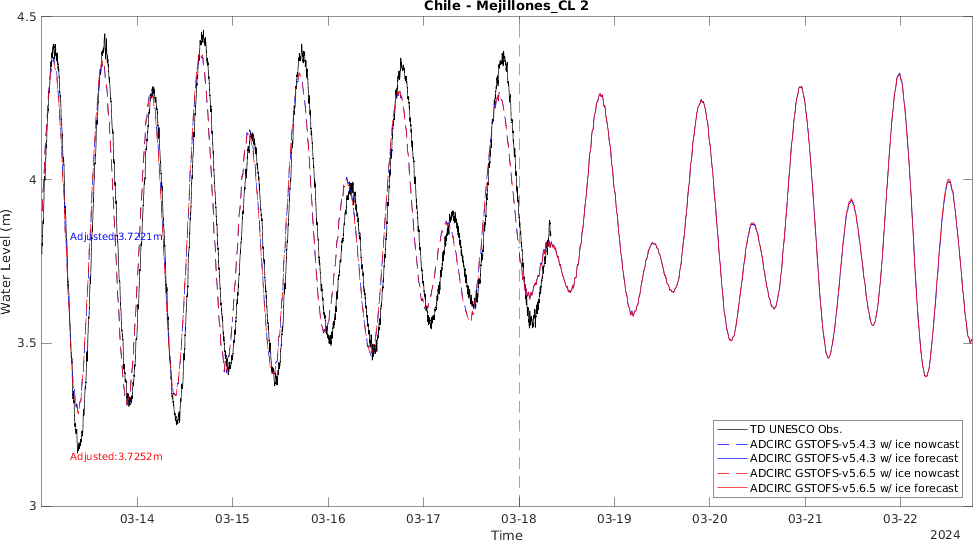 Chile - Mejillones_CL 2
4.5
4
3.5
3
Water Level (m)
Adjusted:3.7221m
Adjusted:3.7252m
TD UNESCO Obs.
ADCIRC GSTOFS-v5.4.3 w/ ice nowcast
ADCIRC GSTOFS-v5.4.3 w/ ice forecast
ADCIRC GSTOFS-v5.6.5 w/ ice nowcast
ADCIRC GSTOFS-v5.6.5 w/ ice forecast
03-14 03-15 03-16 03-17 03-18 03-19 03-20 03-21 03-22
Time
2024